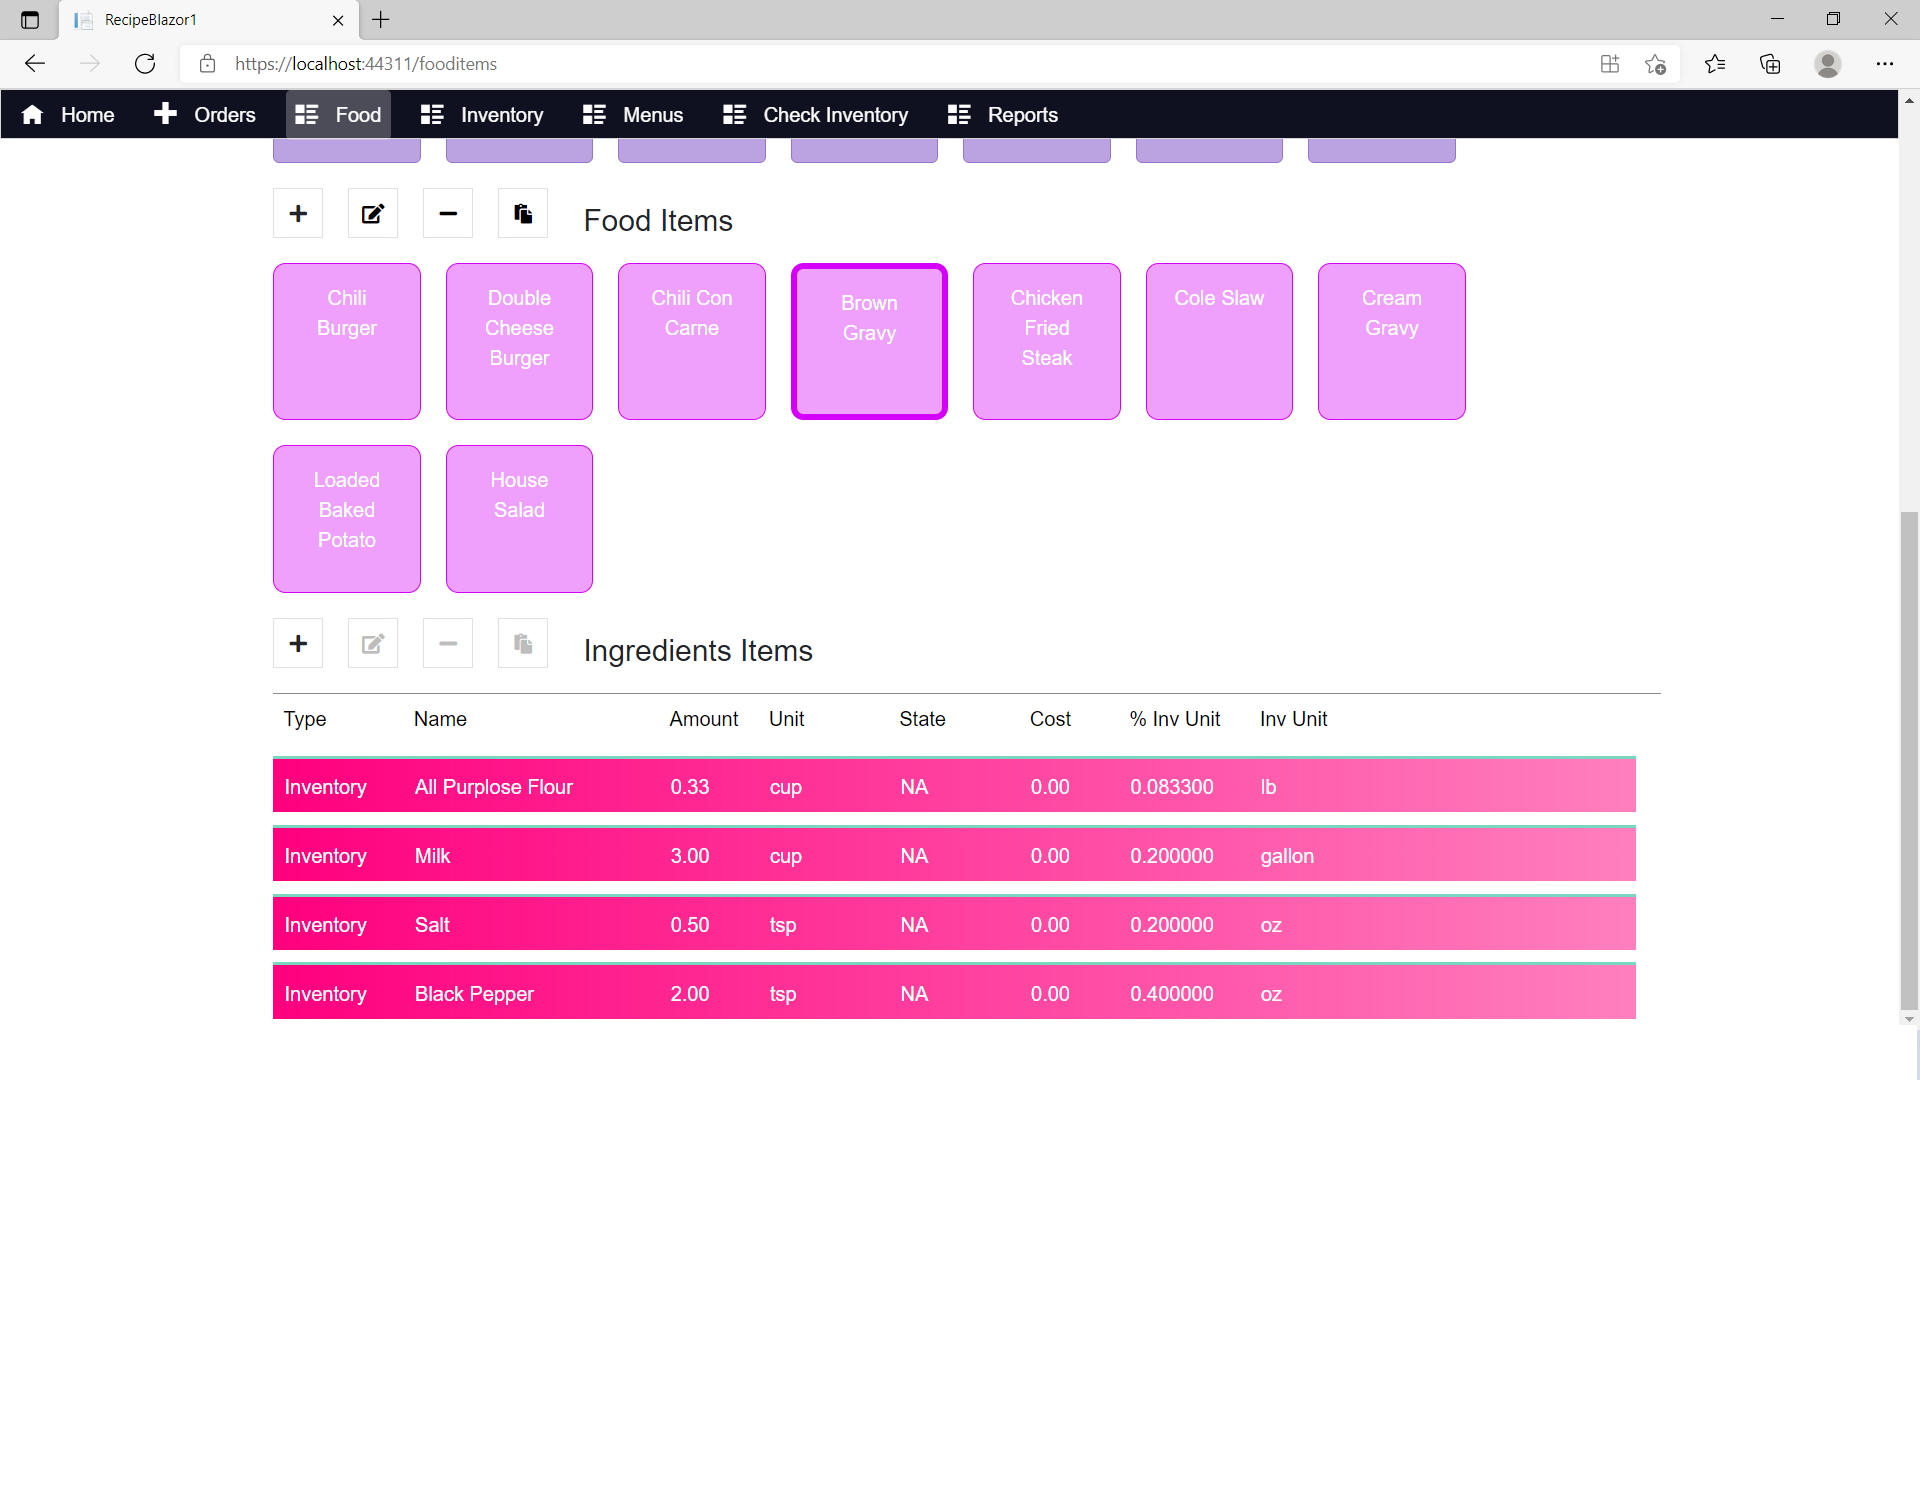 RecipeBlazor1
https://localhost:44311/fooditems
Home Orders Food Inventory Menus Check Inventory Reports
Food Items
Chili
Burger
Double
Cheese
Burger
Chili Con
Carne
Brown
Gravy
Chicken
Fried
Steak
Cole Slaw
Cream
Gravy
Loaded
Baked
Potato
House
Salad
Ingredients Items
Type Name Amount Unit State Cost % Inv Unit Inv Unit
Inventory All Purplose Flour 0.33 cup NA 0.00 0.083300 lb
Inventory Milk 3.00 cup NA 0.00 0.200000 gallon
Inventory Salt 0.50 tsp NA 0.00 0.200000 oz
Inventory Black Pepper 2.00 tsp NA 0.00 0.400000 oz